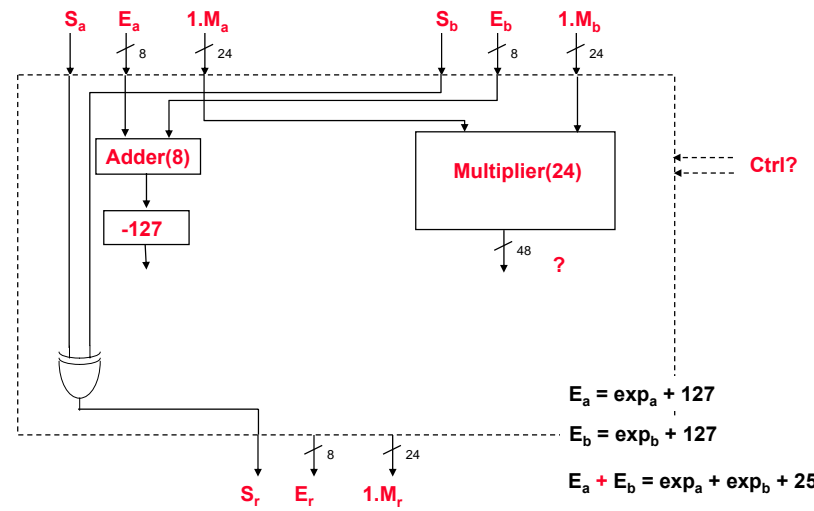 Sa Ea 1.Ma Sb Eb 1.Mb
8 24 8 24
Adder(8)
Multiplier(24)
Ctrl?
-127
48
?
Ea = expa + 127
Eb = expb + 127
8 24
Ea + Eb = expa + expb + 25
Sr Er 1.Mr